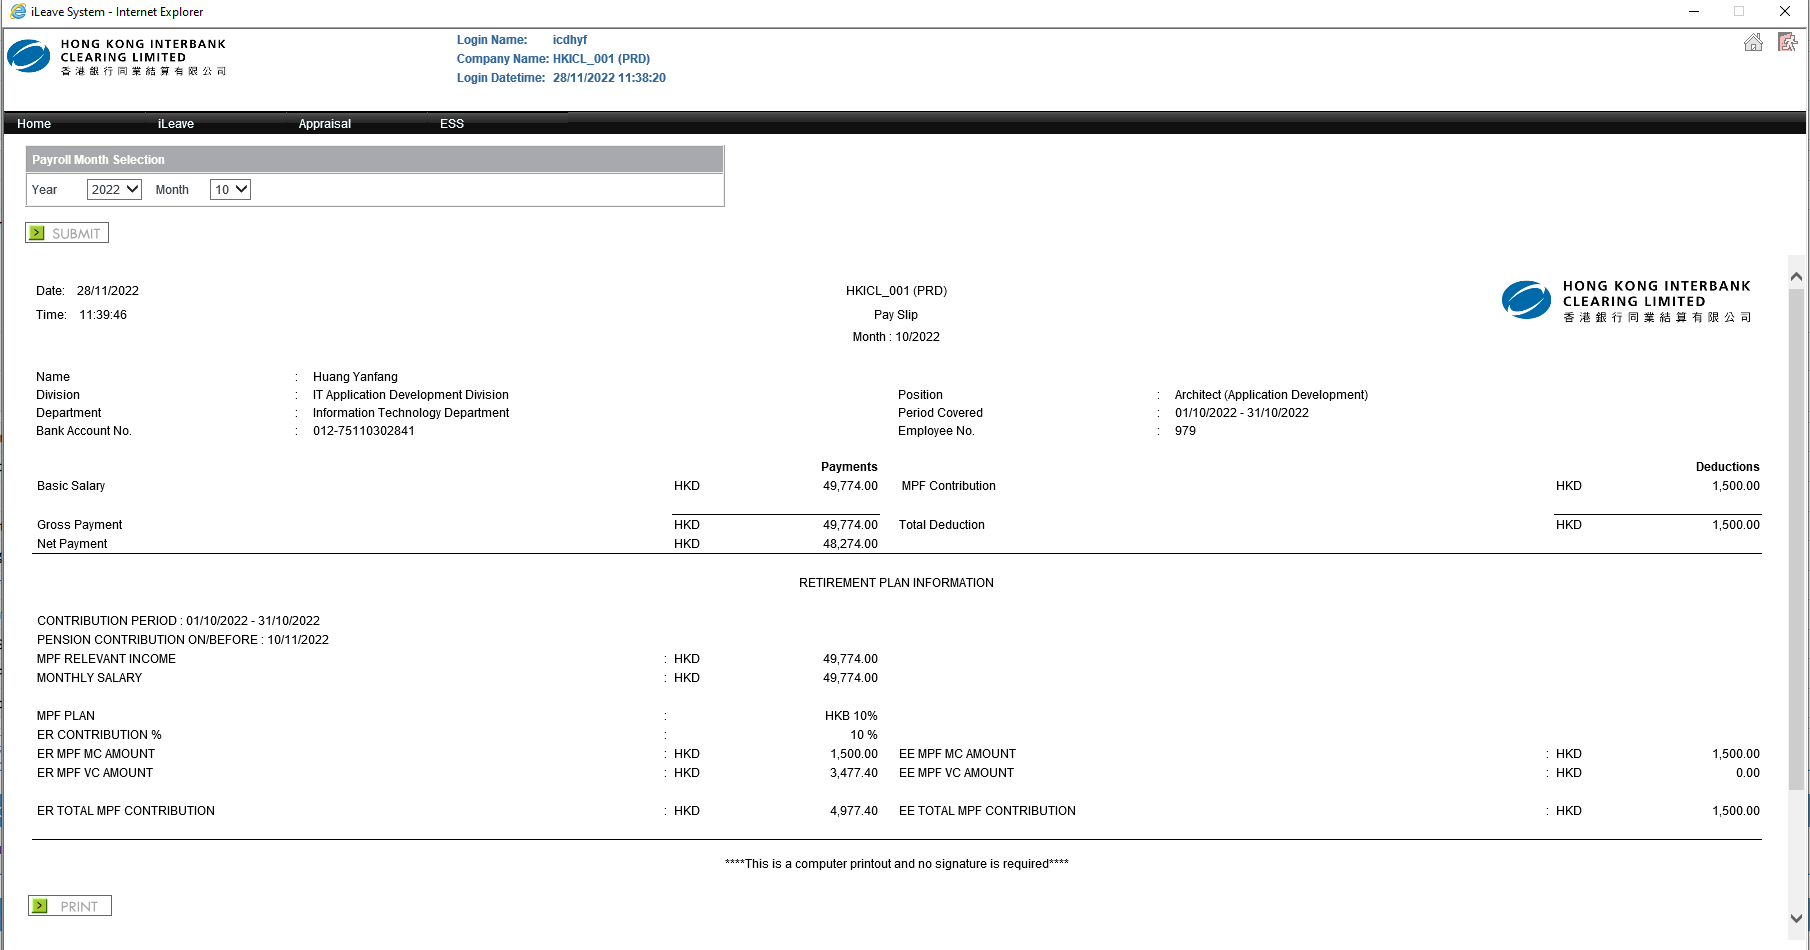 iLeave System - Internet Explorer
HONG KONG INTERBANK
CLEARING LIMITED
香港銀行同業結算有限公司
Login Name: icdhyf
Company Name: HKICL_001 (PRD)
Login Datetime: 28/11/2022 11:38:20
Home iLeave Appraisal ESS
Payroll Month Selection
Year 2022 Month 10
SUBMIT
Date: 28/11/2022 HKICL_001 (PRD)
HONG KONG INTERBANK
CLEARING LIMITED
香港銀行同業結算有限公司
Time: 11:39:46 Pay Slip
Month : 10/2022
Name : Huang Yanfang
Division : IT Application Development Division Position : Architect (Application Development)
Department : Information Technology Department Period Covered : 01/10/2022 - 31/10/2022
Bank Account No. : 012-75110302841 Employee No. : 979
Payments Deductions
Basic Salary HKD 49,774.00 MPF Contribution HKD 1,500.00
Gross Payment HKD 49,774.00 Total Deduction HKD 1,500.00
Net Payment HKD 48,274.00
RETIREMENT PLAN INFORMATION
CONTRIBUTION PERIOD : 01/10/2022 - 31/10/2022
PENSION CONTRIBUTION ON/BEFORE : 10/11/2022
MPF RELEVANT INCOME : HKD 49,774.00
MONTHLY SALARY : HKD 49,774.00
MPF PLAN : HKB 10%
ER CONTRIBUTION % : 10 %
ER MPF MC AMOUNT : HKD 1,500.00 EE MPF MC AMOUNT : HKD 1,500.00
ER MPF VC AMOUNT : HKD 3,477.40 EE MPF VC AMOUNT : HKD 0.00
ER TOTAL MPF CONTRIBUTION : HKD 4,977.40 EE TOTAL MPF CONTRIBUTION : HKD 1,500.00
****This is a computer printout and no signature is required****
PRINT